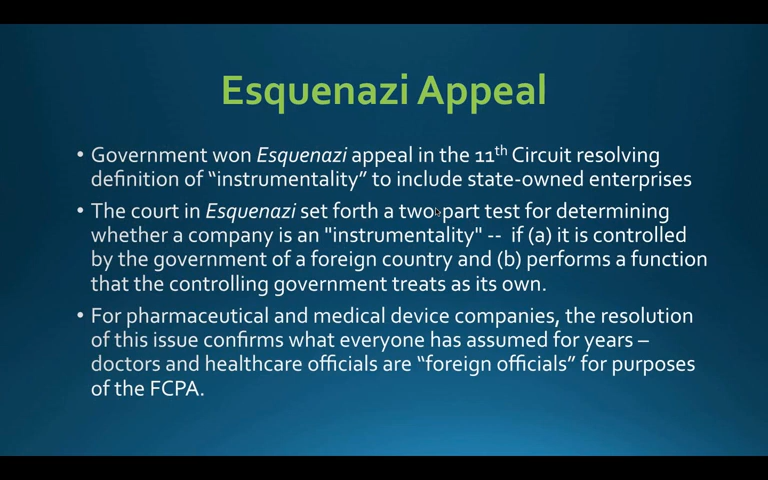 Esquenazi Appeal
• Government won Esquenazi appeal in the 11th Circuit resolving
definition of “instrumentality” to include state-owned enterprises
• The court in Esquenazi set forth a two-part test for determining
whether a company is an "instrumentality" -- if (a) it is controlled
by the government of a foreign country and (b) performs a function
that the controlling government treats as its own.
• For pharmaceutical and medical device companies, the resolution
of this issue confirms what everyone has assumed for years –
doctors and healthcare officials are “foreign officials” for purposes
of the FCPA.